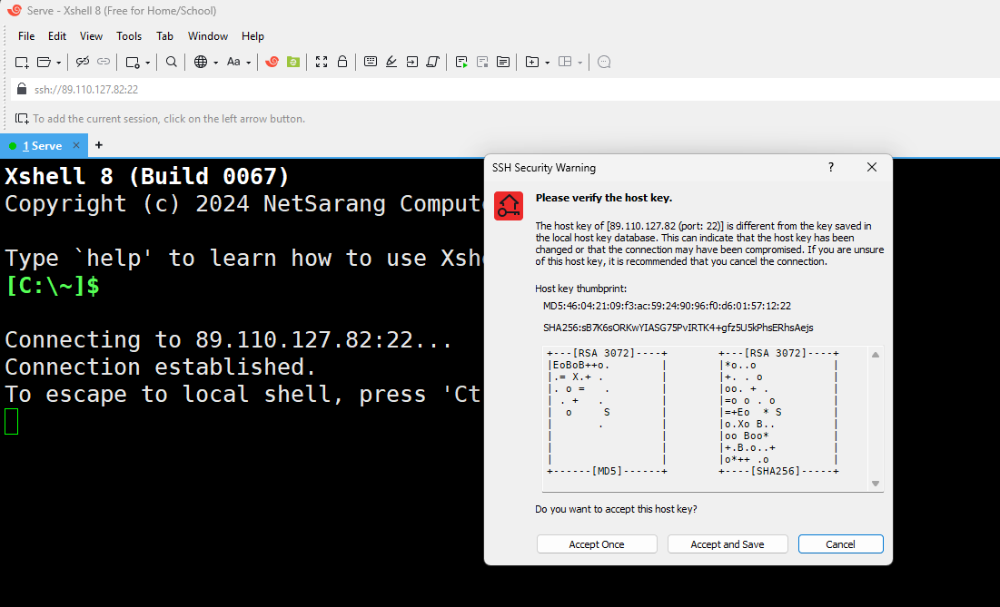 Serve - Xshell 8 (Free for Home/School)
File Edit View Tools Tab Window Help
Aa
ssh://89.110.127.82:22
To add the current session, click on the left arrow button.
1 Serve × +
Xshell 8 (Build 0067)
Copyright (c) 2024 NetSarang Compute
Type `help' to learn how to use Xshe
[C:\~]$
Connecting to 89.110.127.82:22...
Connection established.
To escape to local shell, press 'Ct
SSH Security Warning ?
Please verify the host key.
The host key of [89.110.127.82 (port: 22)] is different from the key saved in
the local host key database. This can indicate that the host key has been
changed or that the connection may have been compromised. If you are unsure
of this host key, it is recommended that you cancel the connection.
Host key thumbprint:
MD5:46:04:21:09:f3:ac:59:24:90:96:f0:d6:01:57:12:22
SHA256:sB7K6sORKwYIASG75PvIRTK4+gfz5U5kPhsERhsAejs
+---[RSA 3072]----+ +---[RSA 3072]----+
|EoBoB++o. | |*o..o |
|.= X.+ . | |+. . o |
|. o = . | |oo. + . |
| . + . | |=o o . o |
| o S | |=+Eo * S |
| . | |o.Xo B.. |
| | |oo Boo* |
| | |+.B.o..+ |
| | |o*++ .o |
+------[MD5]------+ +----[SHA256]-----+
Do you want to accept this host key?
Accept Once Accept and Save Cancel